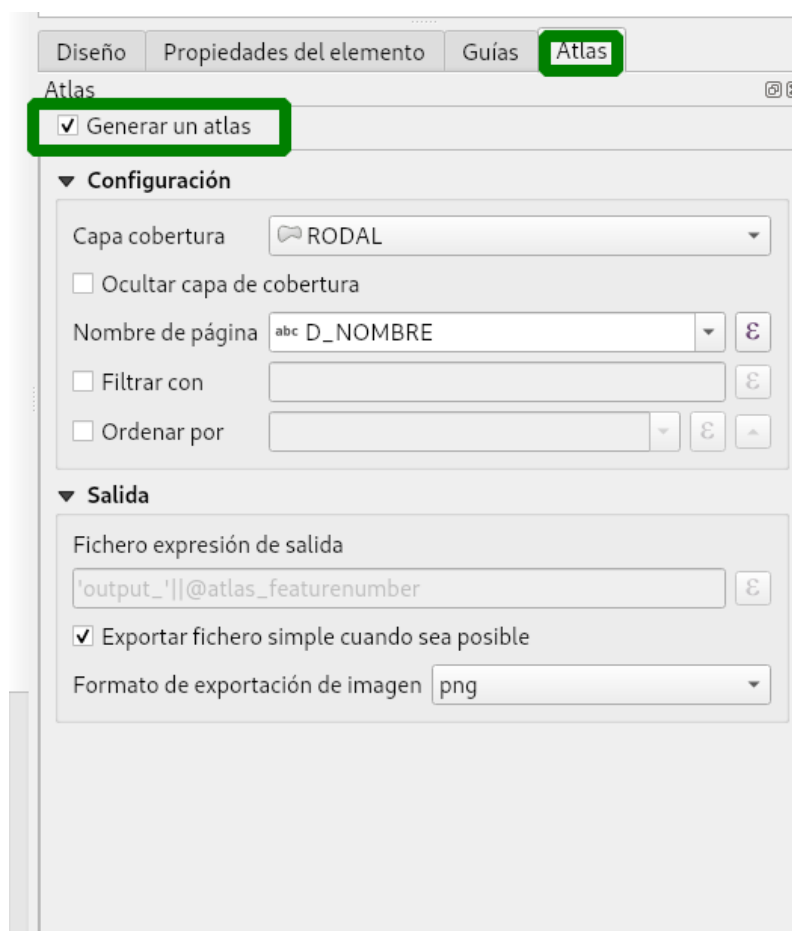 Diseño Propiedades del elemento Guías Atlas
Atlas
Generar un atlas
Configuración
Capa cobertura RODAL
Ocultar capa de cobertura
Nombre de página abc D_NOMBRE ε
Filtrar con ε
Ordenar por ε
Salida
Fichero expresión de salida
'output_'||@atlas_featurenumber ε
Exportar fichero simple cuando sea posible
Formato de exportación de imagen png